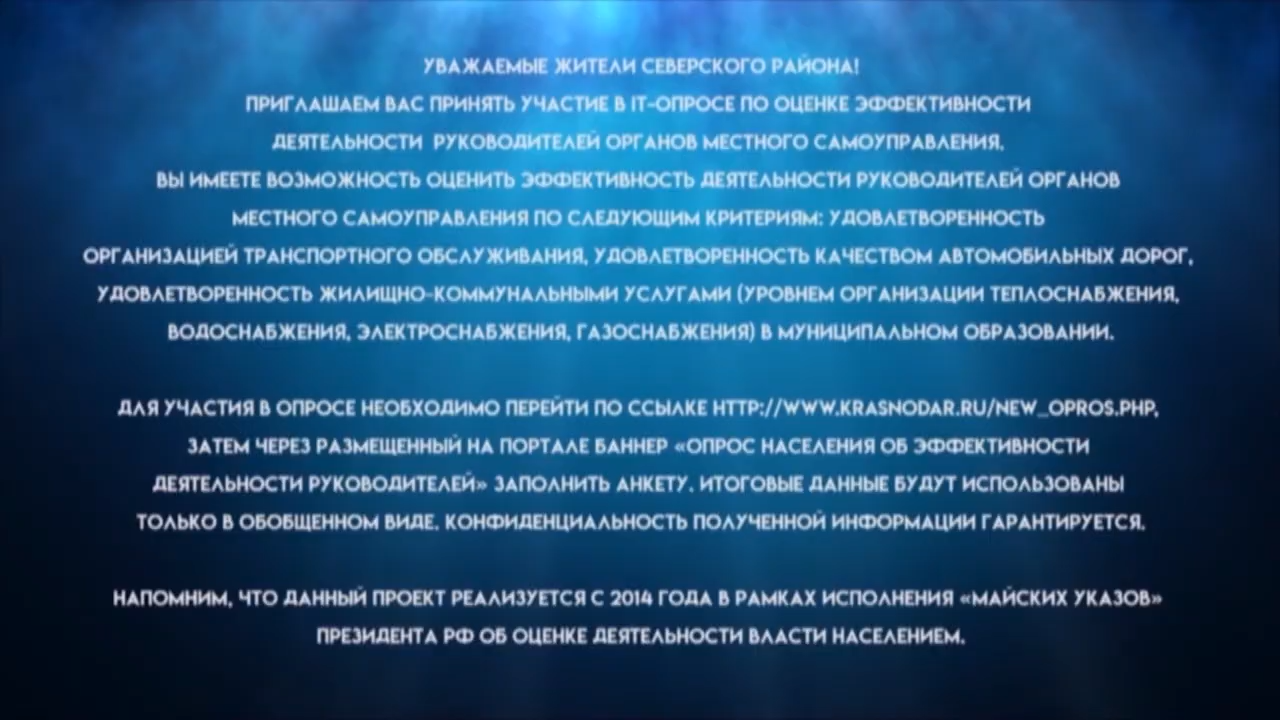 УВАЖАЕМЫЕ ЖИТЕЛИ СЕВЕРСКОГО РАЙОНА!
ПРИГЛАШАЕМ ВАС ПРИНЯТЬ УЧАСТИЕ В IT-ОПРОСЕ ПО ОЦЕНКЕ ЭФФЕКТИВНОСТИ
ДЕЯТЕЛЬНОСТИ РУКОВОДИТЕЛЕЙ ОРГАНОВ МЕСТНОГО САМОУПРАВЛЕНИЯ.
ВЫ ИМЕЕТЕ ВОЗМОЖНОСТЬ ОЦЕНИТЬ ЭФФЕКТИВНОСТЬ ДЕЯТЕЛЬНОСТИ РУКОВОДИТЕЛЕЙ ОРГАНОВ
МЕСТНОГО САМОУПРАВЛЕНИЯ ПО СЛЕДУЮЩИМ КРИТЕРИЯМ: УДОВЛЕТВОРЕННОСТЬ
ОРГАНИЗАЦИЕЙ ТРАНСПОРТНОГО ОБСЛУЖИВАНИЯ, УДОВЛЕТВОРЕННОСТЬ КАЧЕСТВОМ АВТОМОБИЛЬНЫХ ДОРОГ,
УДОВЛЕТВОРЕННОСТЬ ЖИЛИЩНО-КОММУНАЛЬНЫМИ УСЛУГАМИ (УРОВНЕМ ОРГАНИЗАЦИИ ТЕПЛОСНАБЖЕНИЯ,
ВОДОСНАБЖЕНИЯ, ЭЛЕКТРОСНАБЖЕНИЯ, ГАЗОСНАБЖЕНИЯ) В МУНИЦИПАЛЬНОМ ОБРАЗОВАНИИ.
ДЛЯ УЧАСТИЯ В ОПРОСЕ НЕОБХОДИМО ПЕРЕЙТИ ПО ССЫЛКЕ HTTP://WWW.KRASNODAR.RU/NEW_OPROS.PHP,
ЗАТЕМ ЧЕРЕЗ РАЗМЕЩЕННЫЙ НА ПОРТАЛЕ БАННЕР «ОПРОС НАСЕЛЕНИЯ ОБ ЭФФЕКТИВНОСТИ
ДЕЯТЕЛЬНОСТИ РУКОВОДИТЕЛЕЙ» ЗАПОЛНИТЬ АНКЕТУ. ИТОГОВЫЕ ДАННЫЕ БУДУТ ИСПОЛЬЗОВАНЫ
ТОЛЬКО В ОБОБЩЕННОМ ВИДЕ. КОНФИДЕНЦИАЛЬНОСТЬ ПОЛУЧЕННОЙ ИНФОРМАЦИИ ГАРАНТИРУЕТСЯ.
НАПОМНИМ, ЧТО ДАННЫЙ ПРОЕКТ РЕАЛИЗУЕТСЯ С 2014 ГОДА В РАМКАХ ИСПОЛНЕНИЯ «МАЙСКИХ УКАЗОВ»
ПРЕЗИДЕНТА РФ ОБ ОЦЕНКЕ ДЕЯТЕЛЬНОСТИ ВЛАСТИ НАСЕЛЕНИЕМ.